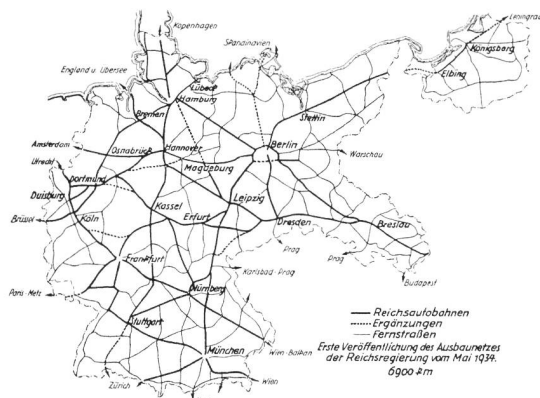 Kopenhagen
Leningrad
Skandinavien
Königsberg
England u Übersee
Elbing
Lübeck
Hamburg
Bremen
Stettin
Amsterdam
Osnabrück
Hannover
Berlin
Warschau
Utrecht
Magdeburg
Dortmund
Duisburg
Kassel
Leipzig
Brüssel
Köln
Erfurt
Dresden
Breslau
Prag
Prag
Frankfurt
Karlsbad-Prag
Budapest
Paris-Metz
Nürnberg
Reichsautobahnen
Ergänzungen
Fernstraßen
Stuttgart
Erste Veröffentlichung des Ausbaunetzes
München
Wien-Balkan
der Reichsregierung vom Mai 1934.
6900 km
Zürich
Wien